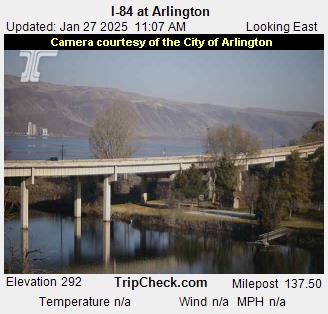 I-84 at Arlington
Updated: Jan 27 2025 11:07 AM Looking East
Camera courtesy of the City of Arlington
Elevation 292 TripCheck.com Milepost 137.50
Temperature n/a Wind n/a MPH n/a